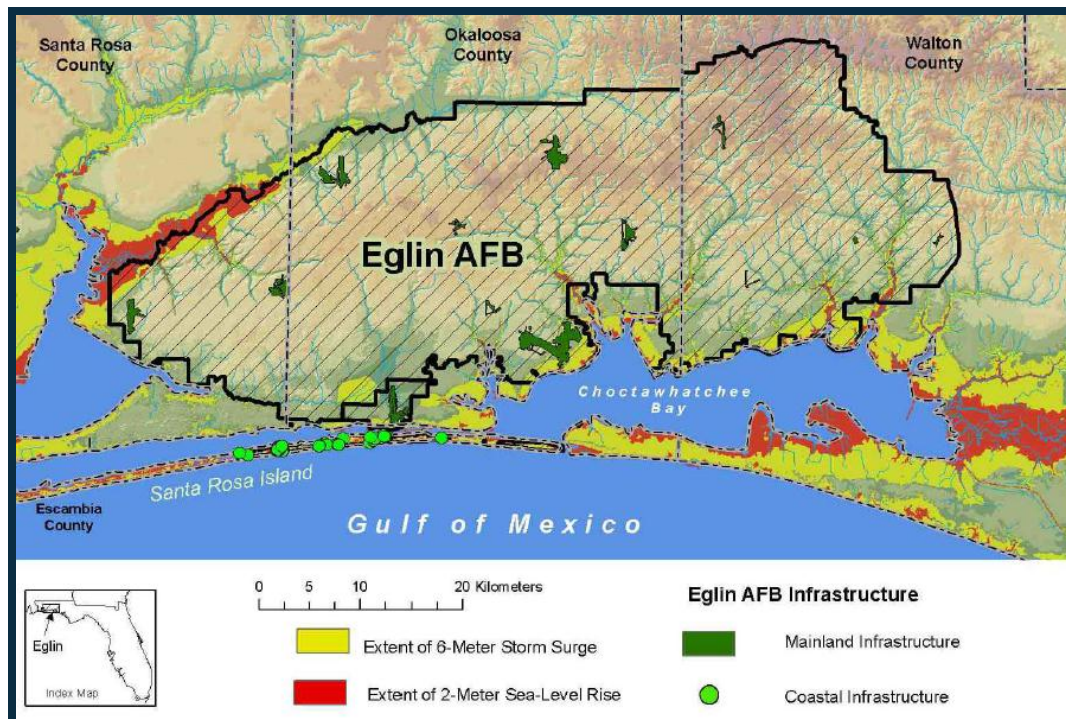 Santa Rosa
County
Okaloosa
County
Walton
County
Eglin AFB
Choctawhatchee
Bay
Santa Rosa Island
Escambia
County
Gulf of Mexico
0 5 10 20 Kilometers
Eglin AFB Infrastructure
Eglin
Index Map
Extent of 6-Meter Storm Surge
Mainland Infrastructure
Extent of 2-Meter Sea-Level Rise
Coastal Infrastructure